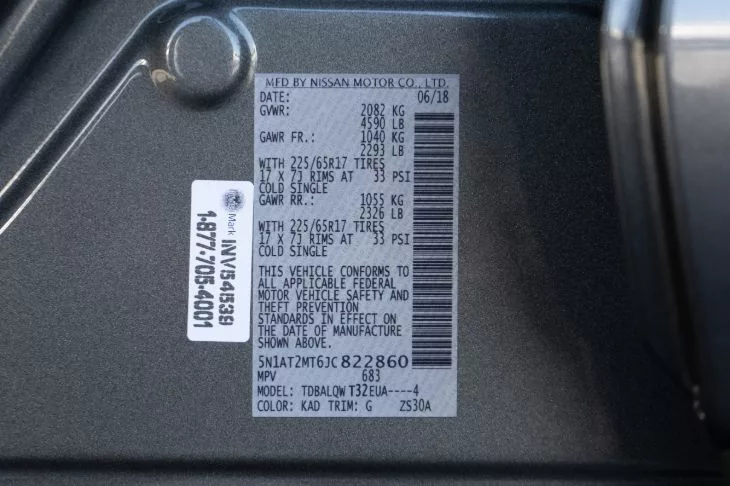 MFD BY NISSAN MOTOR CO., LTD.
DATE: 06/18
GVWR: 2082 KG
4590 LB
GAWR FR.: 1040 KG
2293 LB
WITH 225/65R17 TIRES
17 X 7J RIMS AT 33 PSI
COLD SINGLE
GAWR RR.: 1055 KG
2326 LB
WITH 225/65R17 TIRES
17 X 7J RIMS AT 33 PSI
COLD SINGLE
THIS VEHICLE CONFORMS TO
ALL APPLICABLE FEDERAL
MOTOR VEHICLE SAFETY AND
THEFT PREVENTION
STANDARDS IN EFFECT ON
THE DATE OF MANUFACTURE
SHOWN ABOVE.
5N1AT2MT6JC822860
MPV 683
MODEL: TDBALQW T32EUA----4
COLOR: KAD TRIM: G ZS30A
Mark
INV1541539
1-877-705-4001